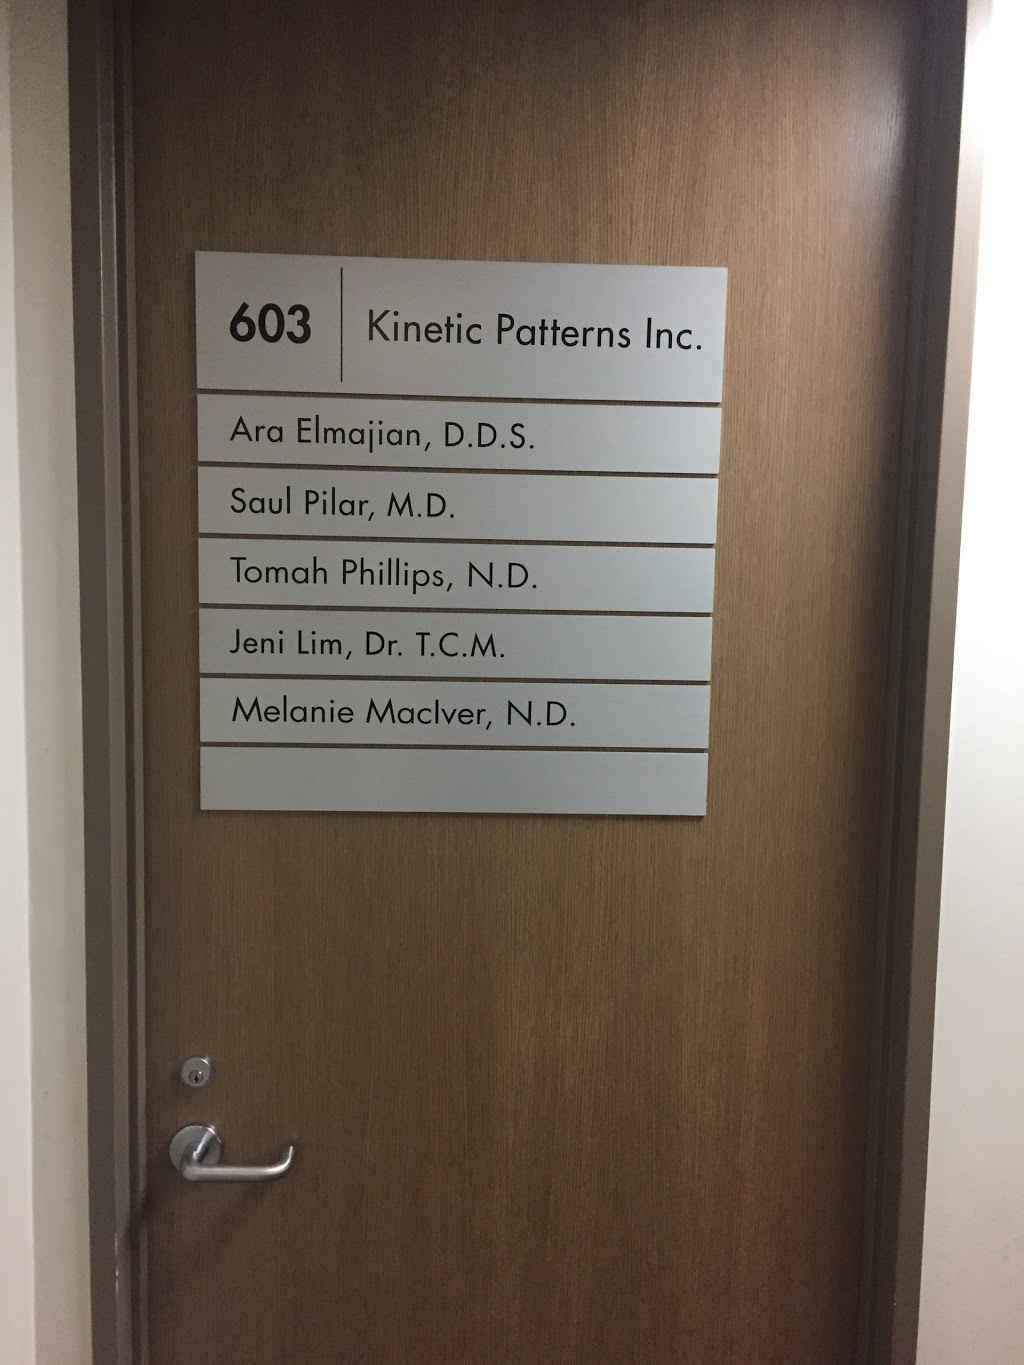 603 Kinetic Patterns Inc.
Ara Elmajian, D.D.S.
Saul Pilar, M.D.
Tomah Phillips, N.D.
Jeni Lim, Dr. T.C.M.
Melanie MacIver, N.D.